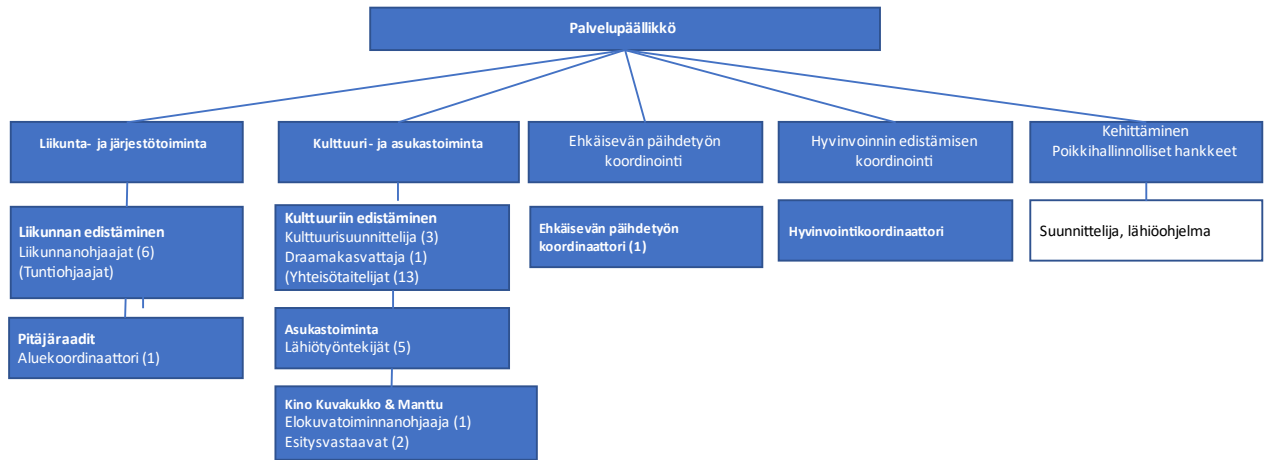 Palvelupäällikkö
Liikunta- ja järjestötoiminta
Kulttuuri- ja asukastoiminta
Ehkäisevän päihdetyön
koordinointi
Hyvinvoinnin edistämisen
koordinointi
Kehittäminen
Poikkihallinnolliset hankkeet
Liikunnan edistäminen
Liikunnanohjaajat (6)
(Tuntiohjaajat)
Kulttuuriin edistäminen
Kulttuurisuunnittelija (3)
Draamakasvattaja (1)
(Yhteisötaitelijat (13)
Ehkäisevän päihdetyön
koordinaattori (1)
Hyvinvointikoordinaattori
Suunnittelija, lähiöohjelma
Pitäjäraadit
Aluekoordinaattori (1)
Asukastoiminta
Lähiötyöntekijät (5)
Kino Kuvakukko & Manttu
Elokuvatoiminnanohjaaja (1)
Esitysvastaavat (2)